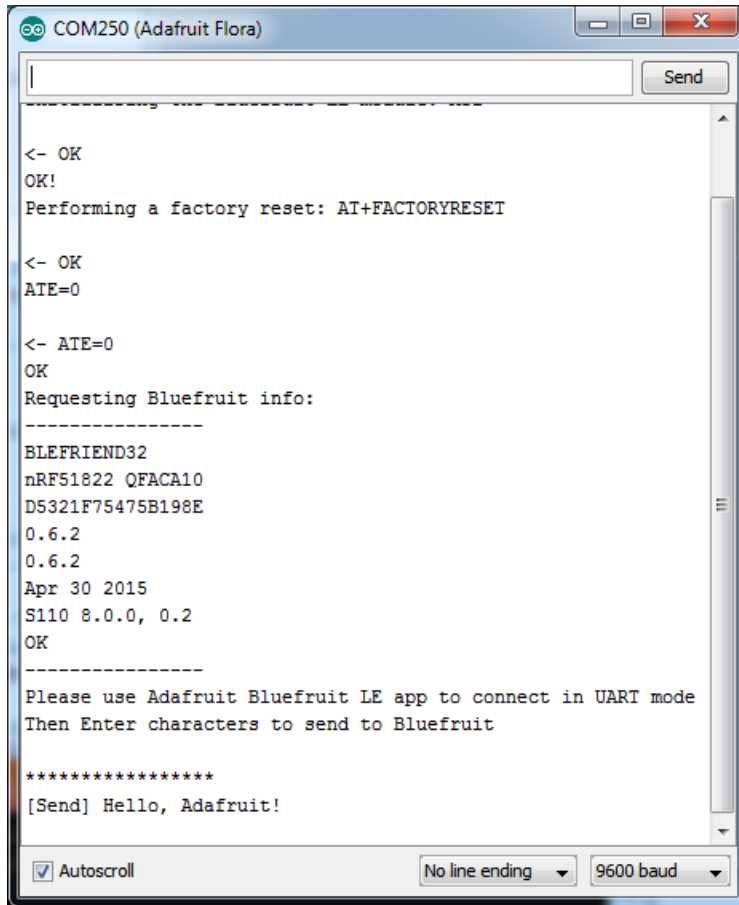 COM250 (Adafruit Flora)
Send
<- OK
OK!
Performing a factory reset: AT+FACTORYRESET
<- OK
ATE=0
<- ATE=0
OK
Requesting Bluefruit info:
----------------
BLEFRIEND32
nRF51822 QFACA10
D5321F75475B198E
0.6.2
0.6.2
Apr 30 2015
S110 8.0.0, 0.2
OK
----------------
Please use Adafruit Bluefruit LE app to connect in UART mode
Then Enter characters to send to Bluefruit
*****************
[Send] Hello, Adafruit!
Autoscroll
No line ending
9600 baud